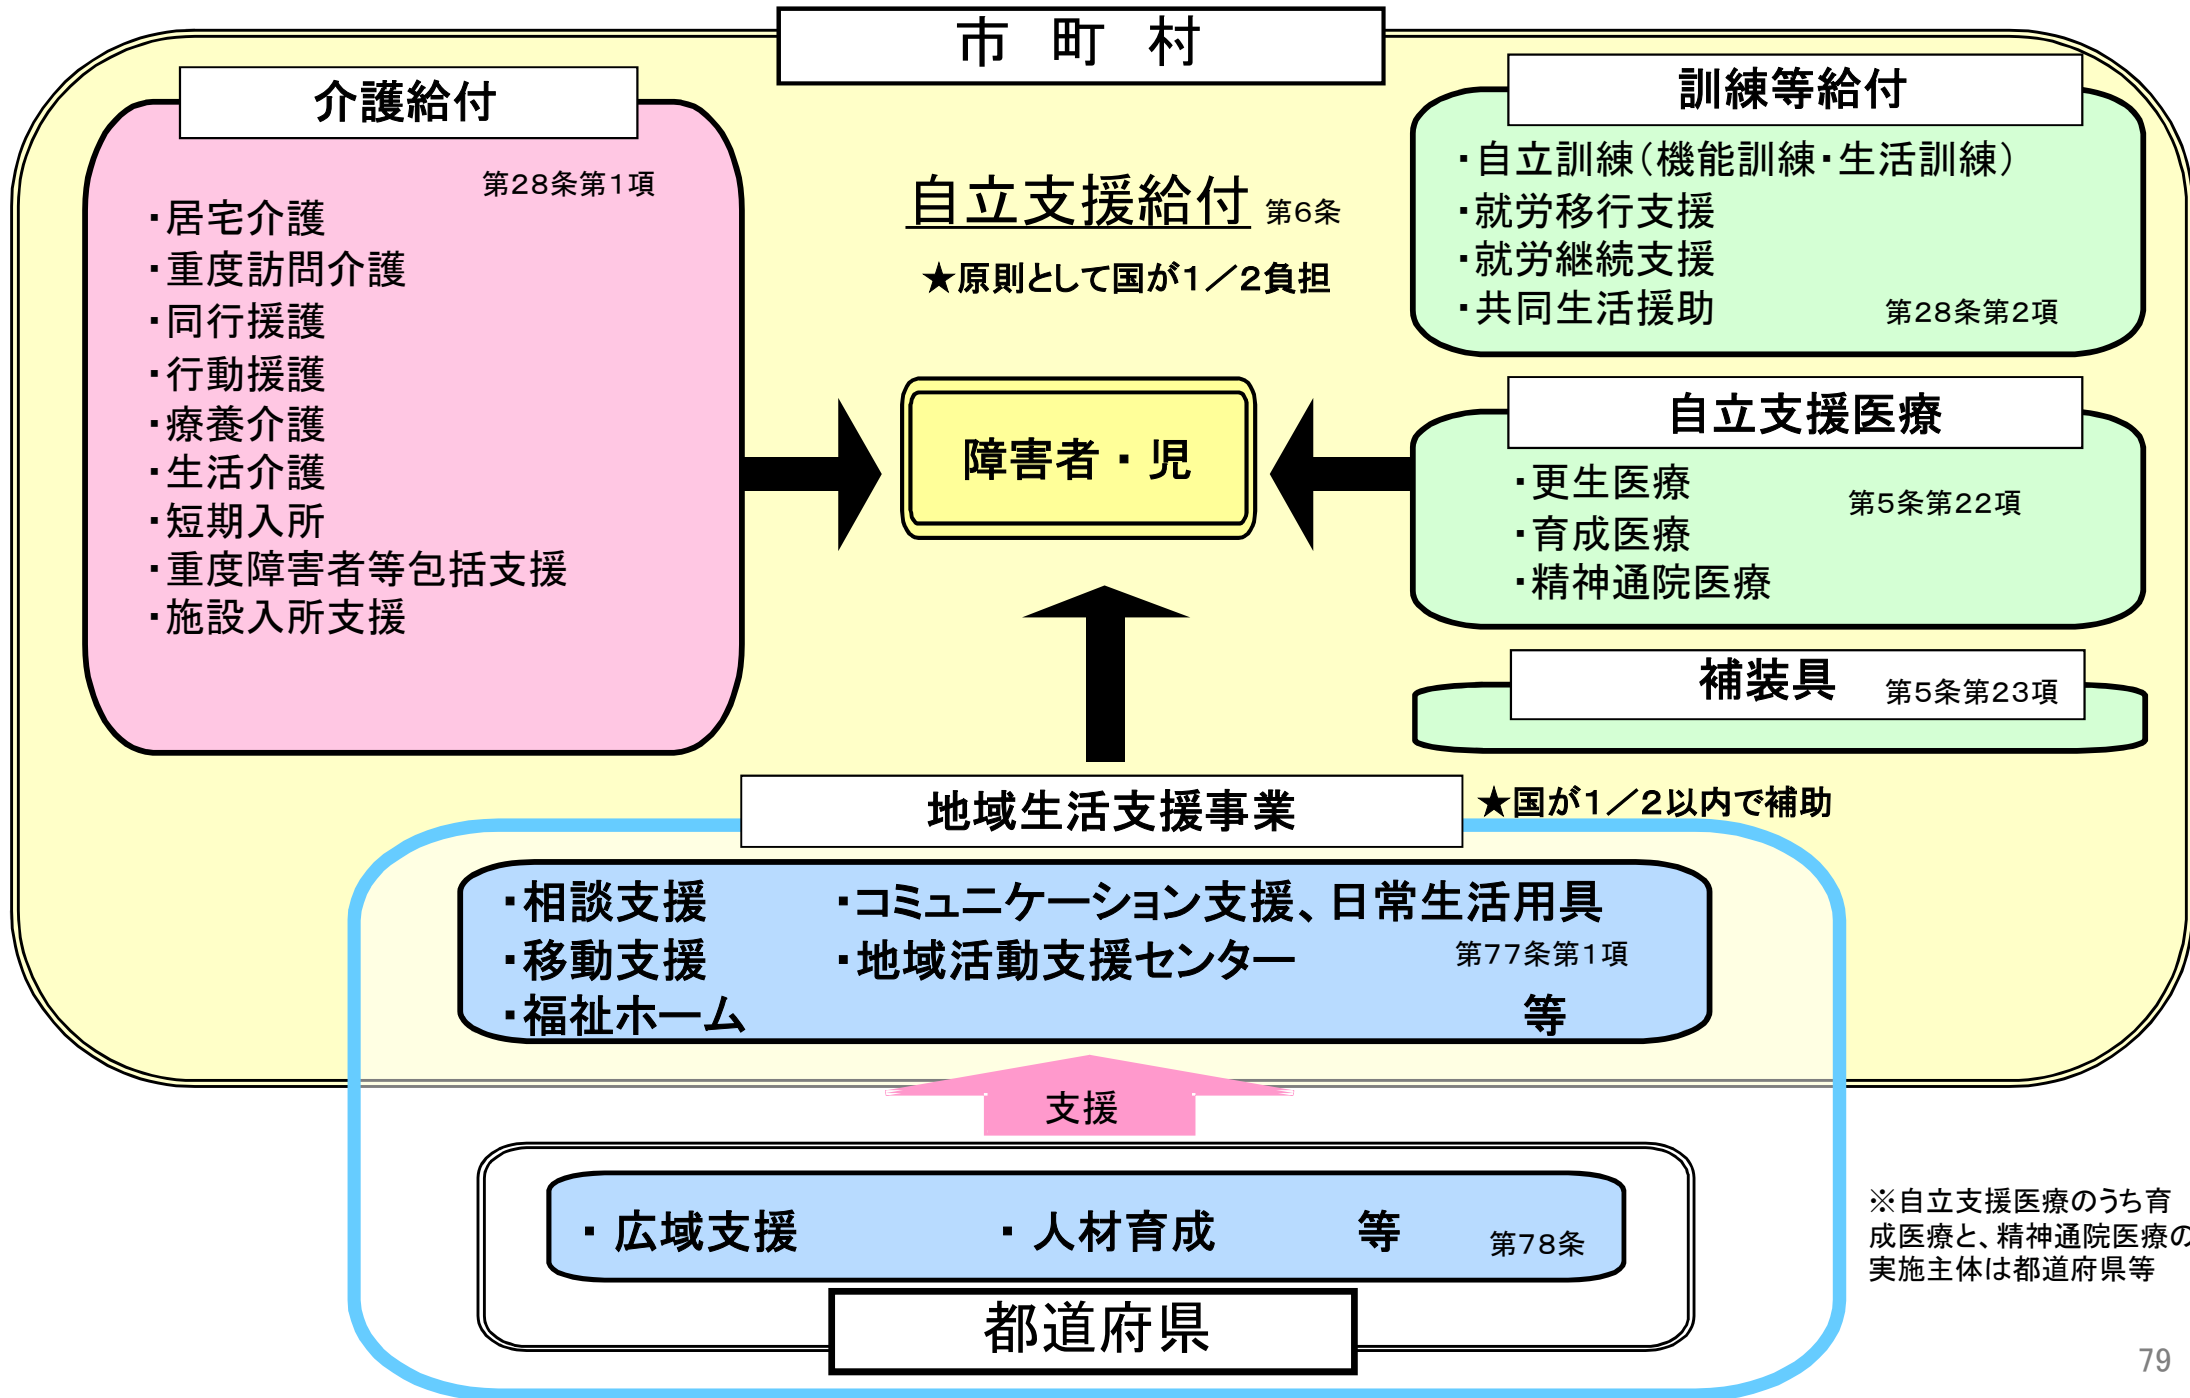 市 町 村
介護給付
第28条第1項
・居宅介護
・重度訪問介護
・同行援護
・行動援護
・療養介護
・生活介護
・短期入所
・重度障害者等包括支援
・施設入所支援
自立支援給付 第6条
★原則として国が1／2負担
障害者・児
訓練等給付
・自立訓練（機能訓練・生活訓練）
・就労移行支援
・就労継続支援
・共同生活援助 第28条第2項
自立支援医療
・更生医療
第5条第22項
・育成医療
・精神通院医療
補装具 第5条第23項
地域生活支援事業
★国が1／2以内で補助
・相談支援 ・コミュニケーション支援、日常生活用具
・移動支援 ・地域活動支援センター 第77条第1項
・福祉ホーム 等
支援
・広域支援 ・人材育成 等 第78条
都道府県
※自立支援医療のうち育
成医療と、精神通院医療の
実施主体は都道府県等
79